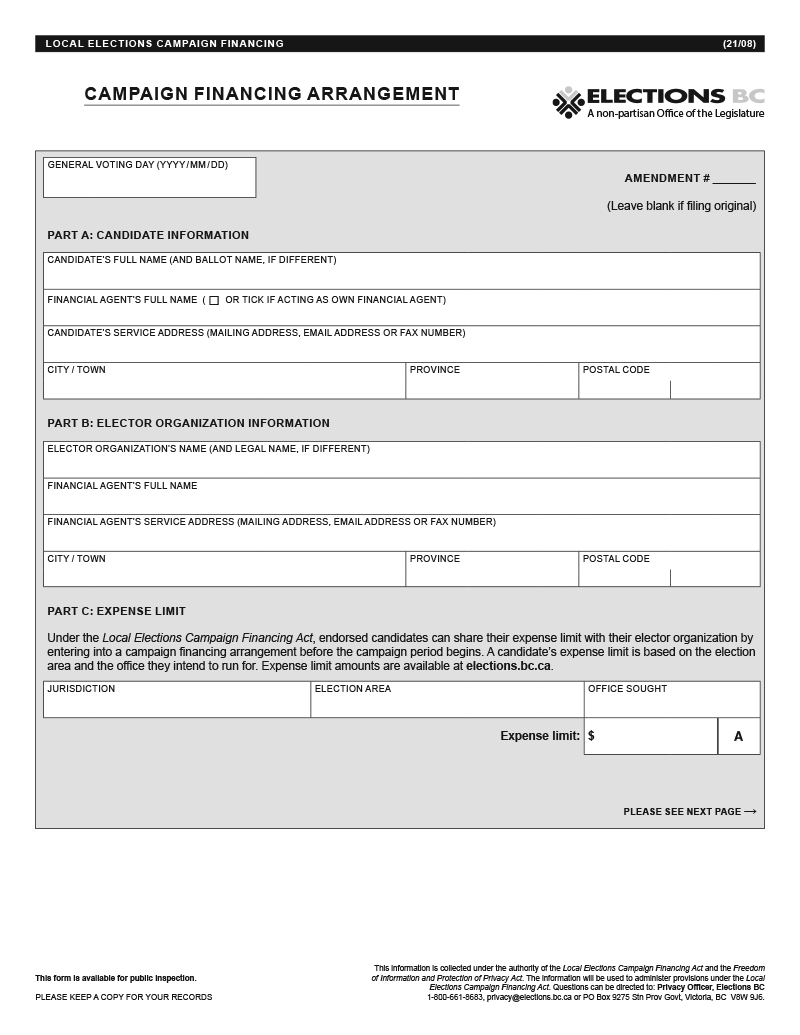 LOCAL ELECTIONS CAMPAIGN FINANCING (21/08)
CAMPAIGN FINANCING ARRANGEMENT
ELECTIONS BC
A non-partisan Office of the Legislature
GENERAL VOTING DAY (YYYY/MM/DD)
AMENDMENT # ______
(Leave blank if filing original)
PART A: CANDIDATE INFORMATION
CANDIDATE'S FULL NAME (AND BALLOT NAME, IF DIFFERENT)
FINANCIAL AGENT'S FULL NAME ( ☐ OR TICK IF ACTING AS OWN FINANCIAL AGENT)
CANDIDATE'S SERVICE ADDRESS (MAILING ADDRESS, EMAIL ADDRESS OR FAX NUMBER)
CITY / TOWN PROVINCE POSTAL CODE
PART B: ELECTOR ORGANIZATION INFORMATION
ELECTOR ORGANIZATION'S NAME (AND LEGAL NAME, IF DIFFERENT)
FINANCIAL AGENT'S FULL NAME
FINANCIAL AGENT'S SERVICE ADDRESS (MAILING ADDRESS, EMAIL ADDRESS OR FAX NUMBER)
CITY / TOWN PROVINCE POSTAL CODE
PART C: EXPENSE LIMIT
Under the Local Elections Campaign Financing Act, endorsed candidates can share their expense limit with their elector organization by
entering into a campaign financing arrangement before the campaign period begins. A candidate's expense limit is based on the election
area and the office they intend to run for. Expense limit amounts are available at elections.bc.ca.
JURISDICTION ELECTION AREA OFFICE SOUGHT
Expense limit: $ A
PLEASE SEE NEXT PAGE →
This form is available for public inspection.
PLEASE KEEP A COPY FOR YOUR RECORDS
This information is collected under the authority of the Local Elections Campaign Financing Act and the Freedom
of Information and Protection of Privacy Act. The information will be used to administer provisions under the Local
Elections Campaign Financing Act. Questions can be directed to: Privacy Officer, Elections BC
1-800-661-8683, privacy@elections.bc.ca or PO Box 9275 Stn Prov Govt, Victoria, BC V8W 9J6.